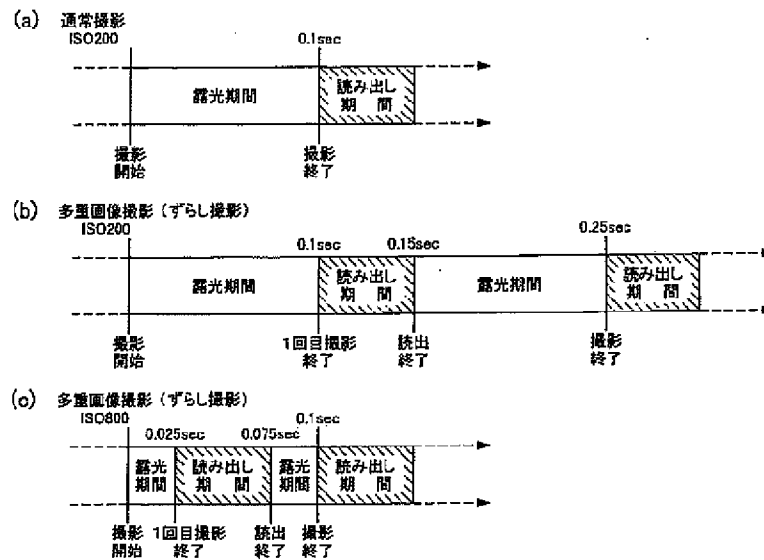 (a) 通常撮影
ISO200
0.1sec
露光期間
読み出し
期 間
撮影
開始
撮影
終了
(b) 多重画像撮影(ずらし撮影)
ISO200
0.1sec
0.15sec
0.25sec
露光期間
読み出し
期 間
露光期間
読み出し
期 間
撮影
開始
1回目撮影
終了
読出
終了
撮影
終了
(c) 多重画像撮影(ずらし撮影)
ISO800
0.025sec
0.075sec
0.1sec
露光
期間
読み出し
期 間
露光
期間
読み出し
期 間
撮影
開始
1回目撮影
終了
読出
終了
撮影
終了